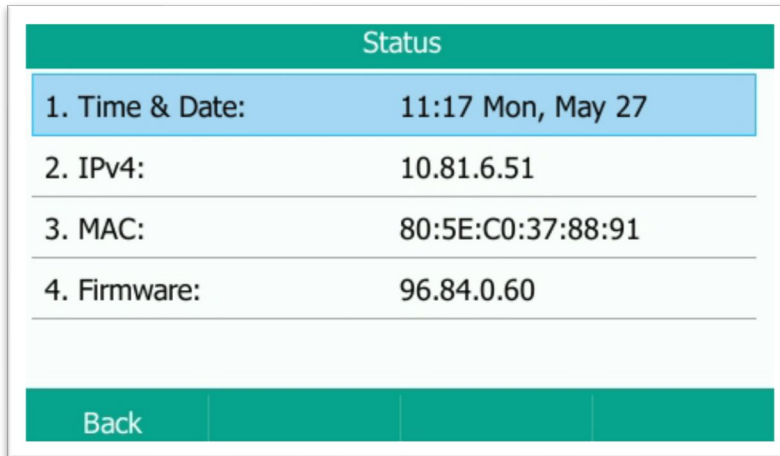 Status
1. Time & Date: 11:17 Mon, May 27
2. IPv4: 10.81.6.51
3. MAC: 80:5E:C0:37:88:91
4. Firmware: 96.84.0.60
Back